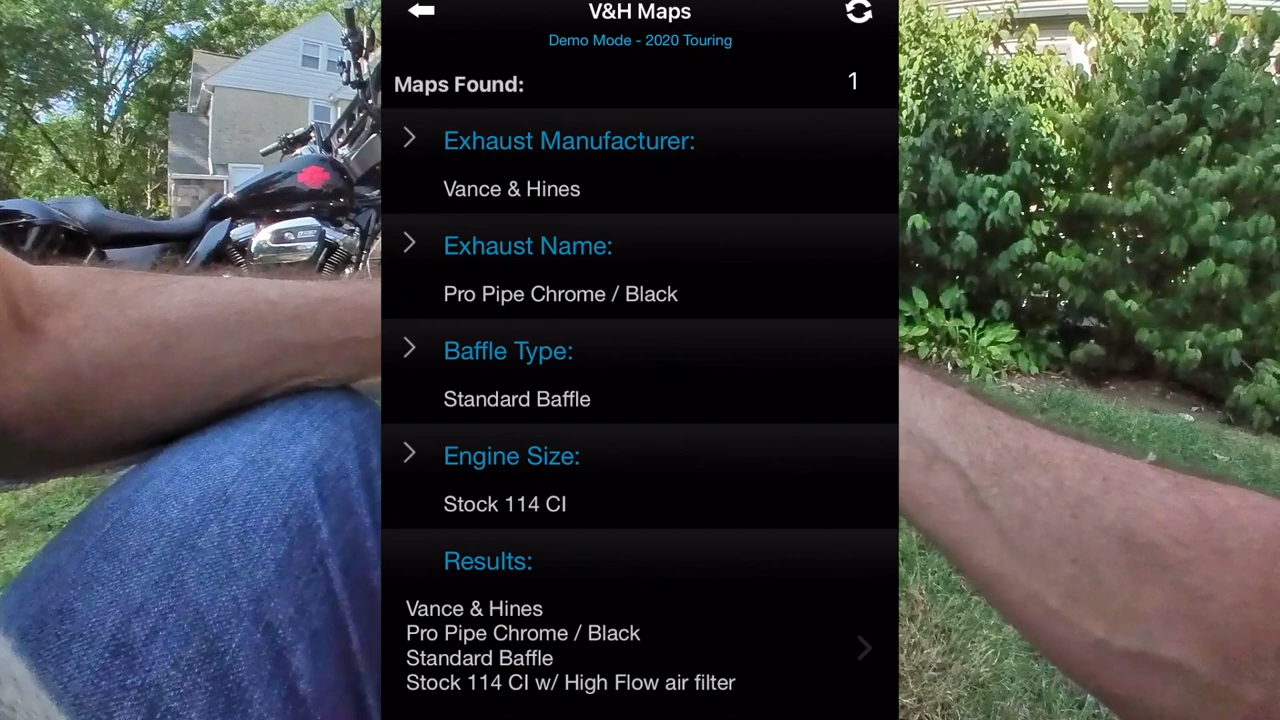 V&H Maps
Demo Mode - 2020 Touring
Maps Found:
1
Exhaust Manufacturer:
Vance & Hines
Exhaust Name:
Pro Pipe Chrome / Black
Baffle Type:
Standard Baffle
Engine Size:
Stock 114 CI
Results:
Vance & Hines
Pro Pipe Chrome / Black
Standard Baffle
Stock 114 CI w/ High Flow air filter